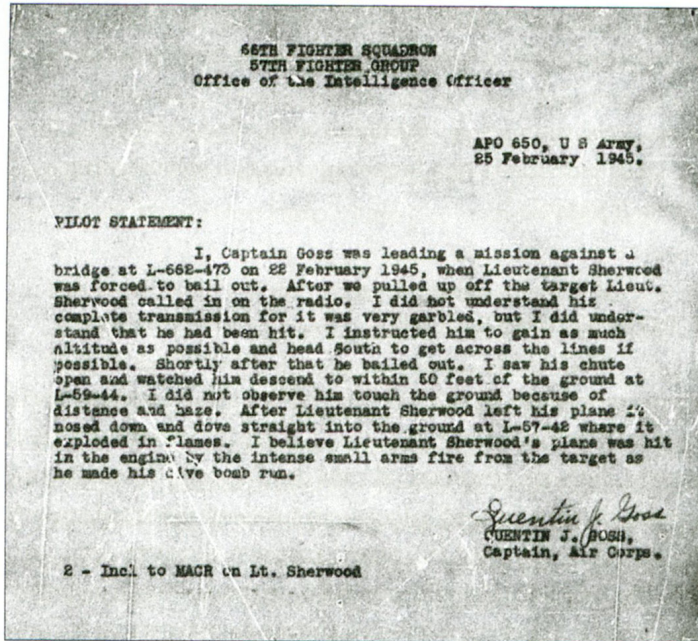 66TH FIGHTER SQUADRON
57TH FIGHTER GROUP
Office of the Intelligence Officer
APO 650, U S Army,
25 February 1945.
PILOT STATEMENT:
I, Captain Goss was leading a mission against a
bridge at L-662-473 on 22 February 1945, when Lieutenant Sherwood
was forced to bail out. After we pulled up off the target Lieut.
Sherwood called in on the radio. I did not understand his
complete transmission for it was very garbled, but I did under-
stand that he had been hit. I instructed him to gain as much
altitude as possible and head South to get across the lines if
possible. Shortly after that he bailed out. I saw his chute
open and watched him descend to within 50 feet of the ground at
L-59-44. I did not observe him touch the ground because of
distance and haze. After Lieutenant Sherwood left his plane it
nosed down and dove straight into the ground at L-57-42 where it
exploded in flames. I believe Lieutenant Sherwood's plane was hit
in the engine by the intense small arms fire from the target as
he made his dive bomb run.
Quentin J. Goss
QUENTIN J. GOSS,
Captain, Air Corps.
2 - Incl to MACR on Lt. Sherwood